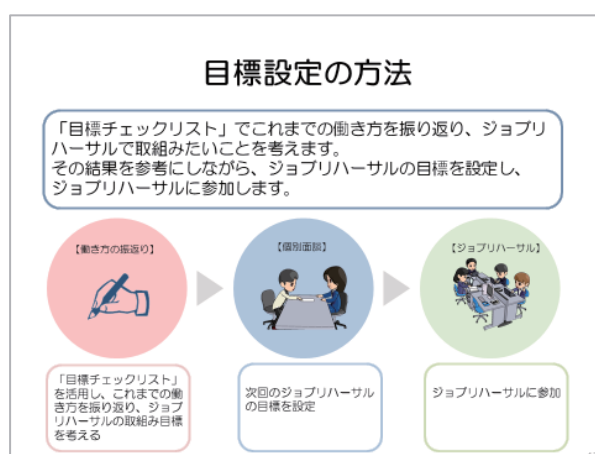 目標設定の方法
「目標チェックリスト」でこれまでの働き方を振り返り、ジョブリ
ハーサルで取組みたいことを考えます。
その結果を参考にしながら、ジョブリハーサルの目標を設定し、
ジョブリハーサルに参加します。
【働き方の振返り】
【個別面談】
【ジョブリハーサル】
「目標チェックリスト」
を活用し、これまでの働
き方を振り返り、ジョブ
リハーサルの取組み目標
を考える
次回のジョブリハーサル
の目標を設定
ジョブリハーサルに参加